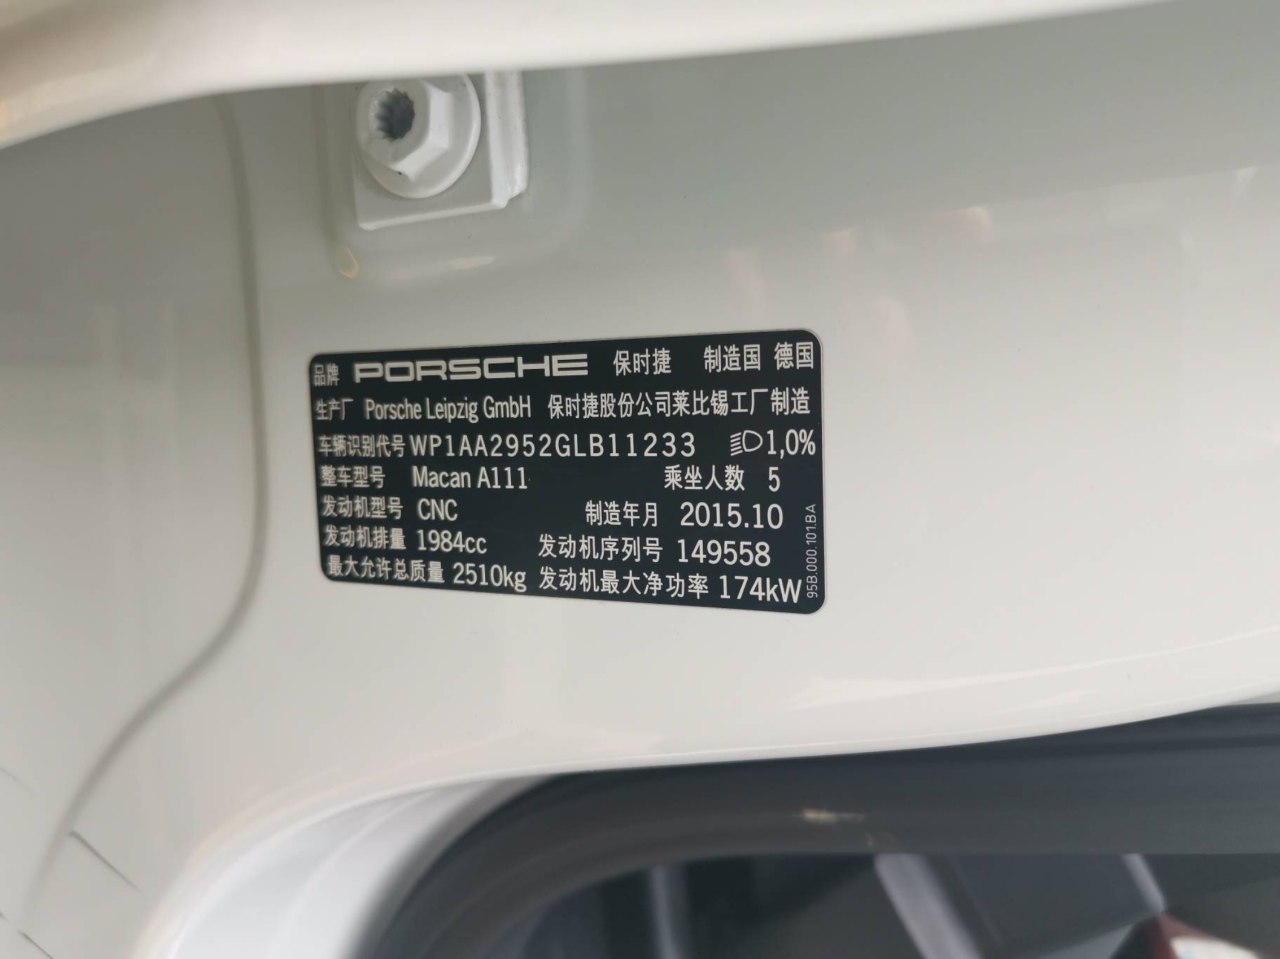 品牌 PORSCHE 保时捷 制造国 德国
生产厂 Porsche Leipzig GmbH 保时捷股份公司莱比锡工厂制造
车辆识别代号 WP1AA2952GLB11233 1,0%
整车型号 Macan A111 乘坐人数 5
发动机型号 CNC 制造年月 2015.10
发动机排量 1984cc 发动机序列号 149558
最大允许总质量 2510kg 发动机最大净功率 174kW
95B.000.101.BA